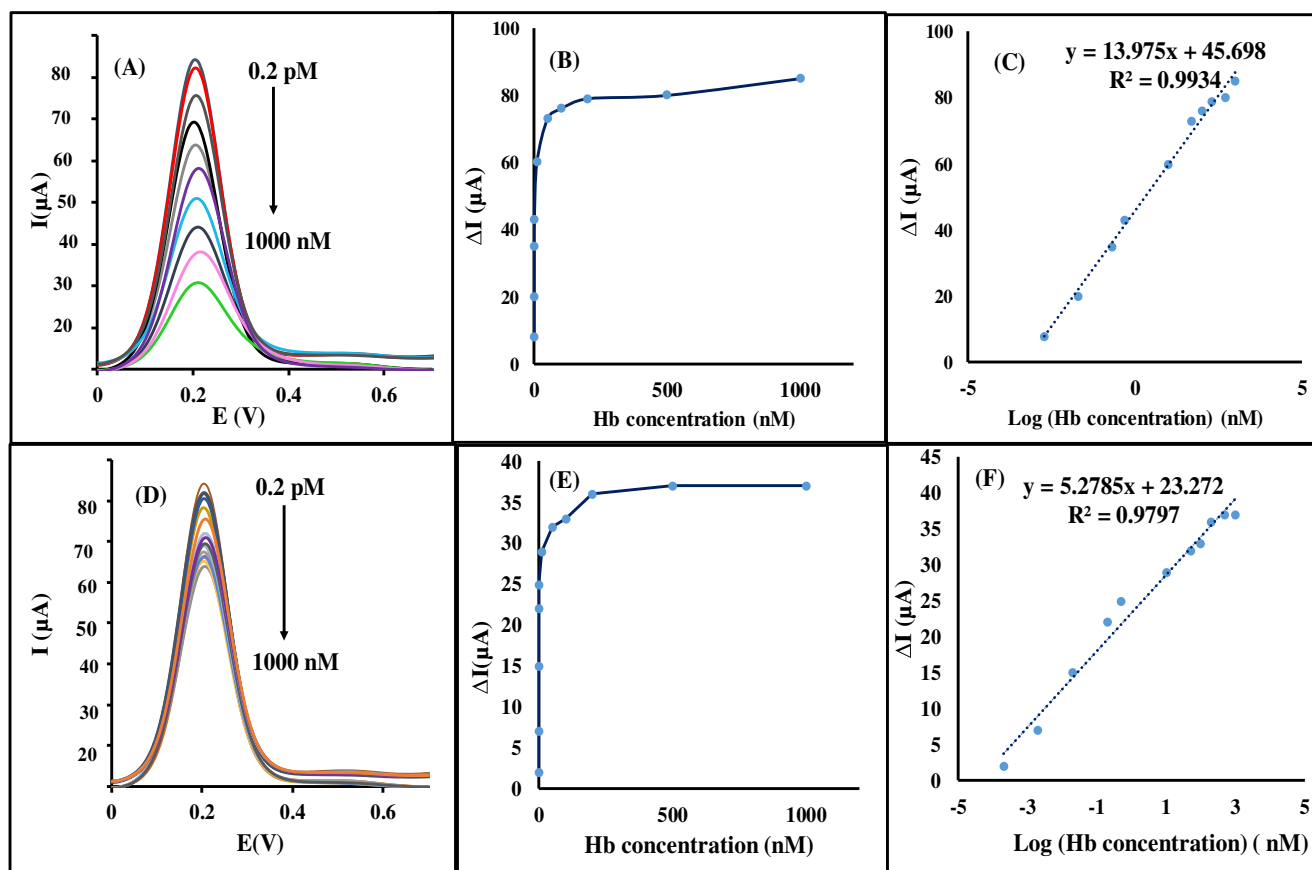 (A)
0.2 pM
1000 nM
I(µA)
80
70
60
50
40
30
20
0
0.2
0.4
0.6
E (V)
(B)
ΔI (µA)
100
80
60
40
20
0
0
500
1000
Hb concentration (nM)
(C)
y = 13.975x + 45.698
R² = 0.9934
ΔI (µA)
100
80
60
40
20
0
-5
0
5
Log (Hb concentration) (nM)
(D)
0.2 pM
1000 nM
I (µA)
80
70
60
50
40
30
20
0
0.2
0.4
0.6
E(V)
(E)
ΔI(µA)
40
35
30
25
20
15
10
5
0
0
500
1000
Hb concentration (nM)
(F)
y = 5.2785x + 23.272
R² = 0.9797
ΔI (µA)
45
40
35
30
25
20
15
10
5
0
-5
-3
-1
1
3
5
Log (Hb concentration) ( nM)